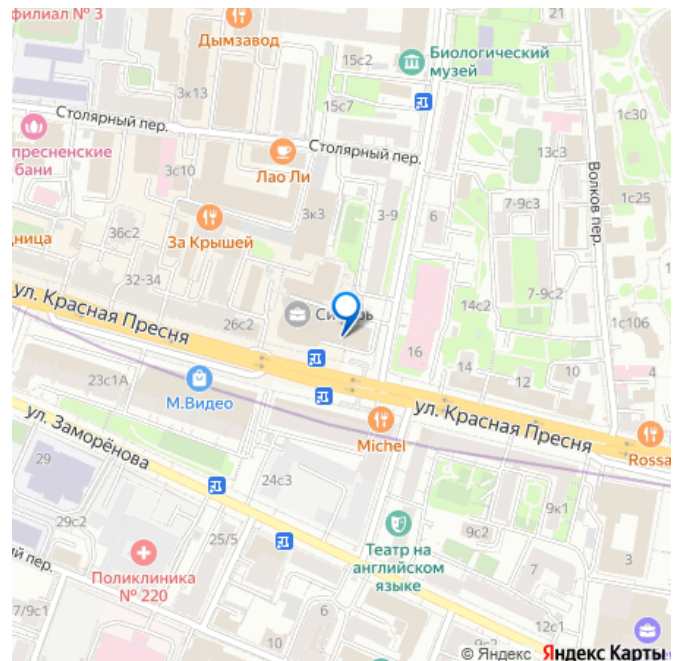 филиал № 3
Дымзавод
15с2
Биологический
музей
3к13
15с7
1с30
Столярный пер.
Столярный пер.
пресненские
бани
3с10
Лао Ли
13с3
Волков пер.
1с25
7-9с3
3к3
3-9
6
За Крышей
36с2
32-34
7-9с2
14с2
ул. Красная Пресня
26с2
16
1с106
14
12
10
23с1А
М.Видео
ул. Красная Пресня
Michel
Rossa
ул. Заморёнова
29
24с3
9к1
29с2
25/5
9с2
Театр на
английском
языке
7
3
Поликлиника
№ 220
пер.
7/9с1
6
10
12с1
9с2
© Яндекс Яндекс Карты